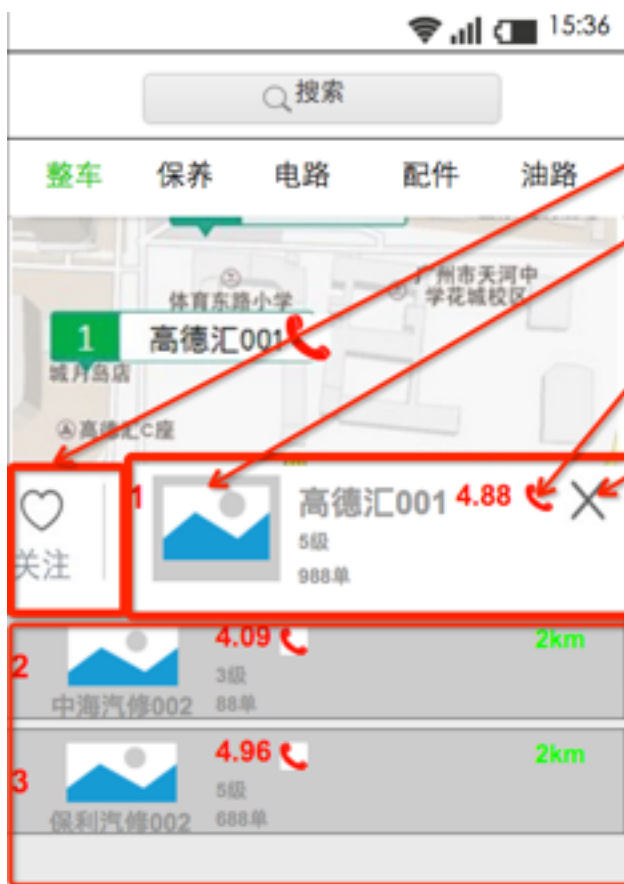 15:36
搜索
整车 保养 电路 配件 油路
体育东路小学
广州市天河中
学花城校区
1 高德汇001
城月岛店
高德汇C座
关注
1 高德汇001 4.88
5级
988单
2 4.09 2km
3级
中海汽修002 88单
3 4.96 2km
5级
保利汽修002 688单